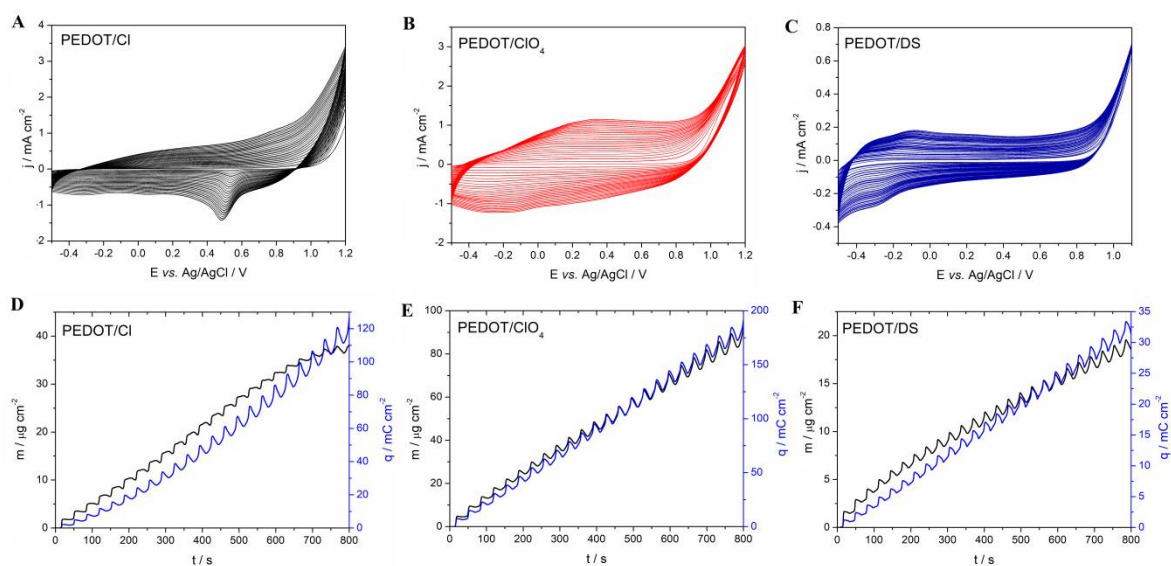 A
PEDOT/Cl
j / mA cm⁻²
4
3
2
1
0
-1
-2
-0.4 -0.2 0.0 0.2 0.4 0.6 0.8 1.0 1.2
E vs. Ag/AgCl / V
B
PEDOT/ClO₄
j / mA cm⁻²
3
2
1
0
-1
-2
-0.4 -0.2 0.0 0.2 0.4 0.6 0.8 1.0 1.2
E vs. Ag/AgCl / V
C
PEDOT/DS
j / mA cm⁻²
0.8
0.6
0.4
0.2
0.0
-0.2
-0.4
-0.4 -0.2 0.0 0.2 0.4 0.6 0.8 1.0
E vs. Ag/AgCl / V
D
PEDOT/Cl
m / μg cm⁻²
40
30
20
10
0
q / mC cm⁻²
120
100
80
60
40
20
0
0 100 200 300 400 500 600 700 800
t / s
E
PEDOT/ClO₄
m / μg cm⁻²
100
80
60
40
20
0
q / mC cm⁻²
200
150
100
50
0
0 100 200 300 400 500 600 700 800
t / s
F
PEDOT/DS
m / μg cm⁻²
20
15
10
5
0
q / mC cm⁻²
35
30
25
20
15
10
5
0
0 100 200 300 400 500 600 700 800
t / s